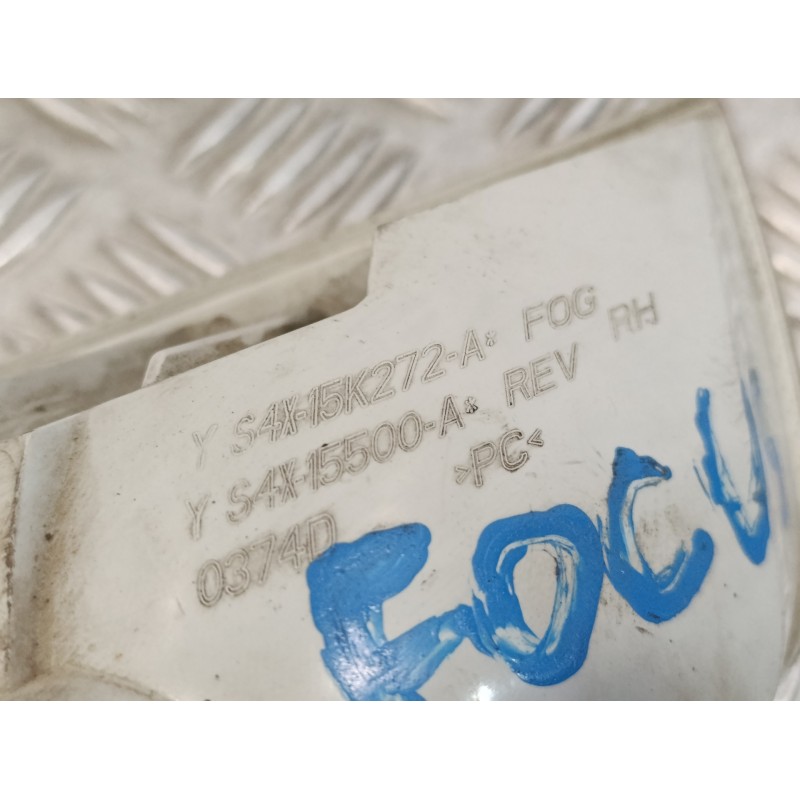 Y S4X-15K272-A* FOG RH
Y S4X-15500-A* REV
0374D >PC<
FOCU